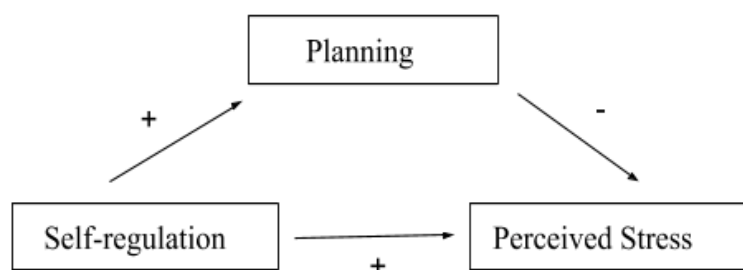 Planning
+
-
Self-regulation
Perceived Stress
+